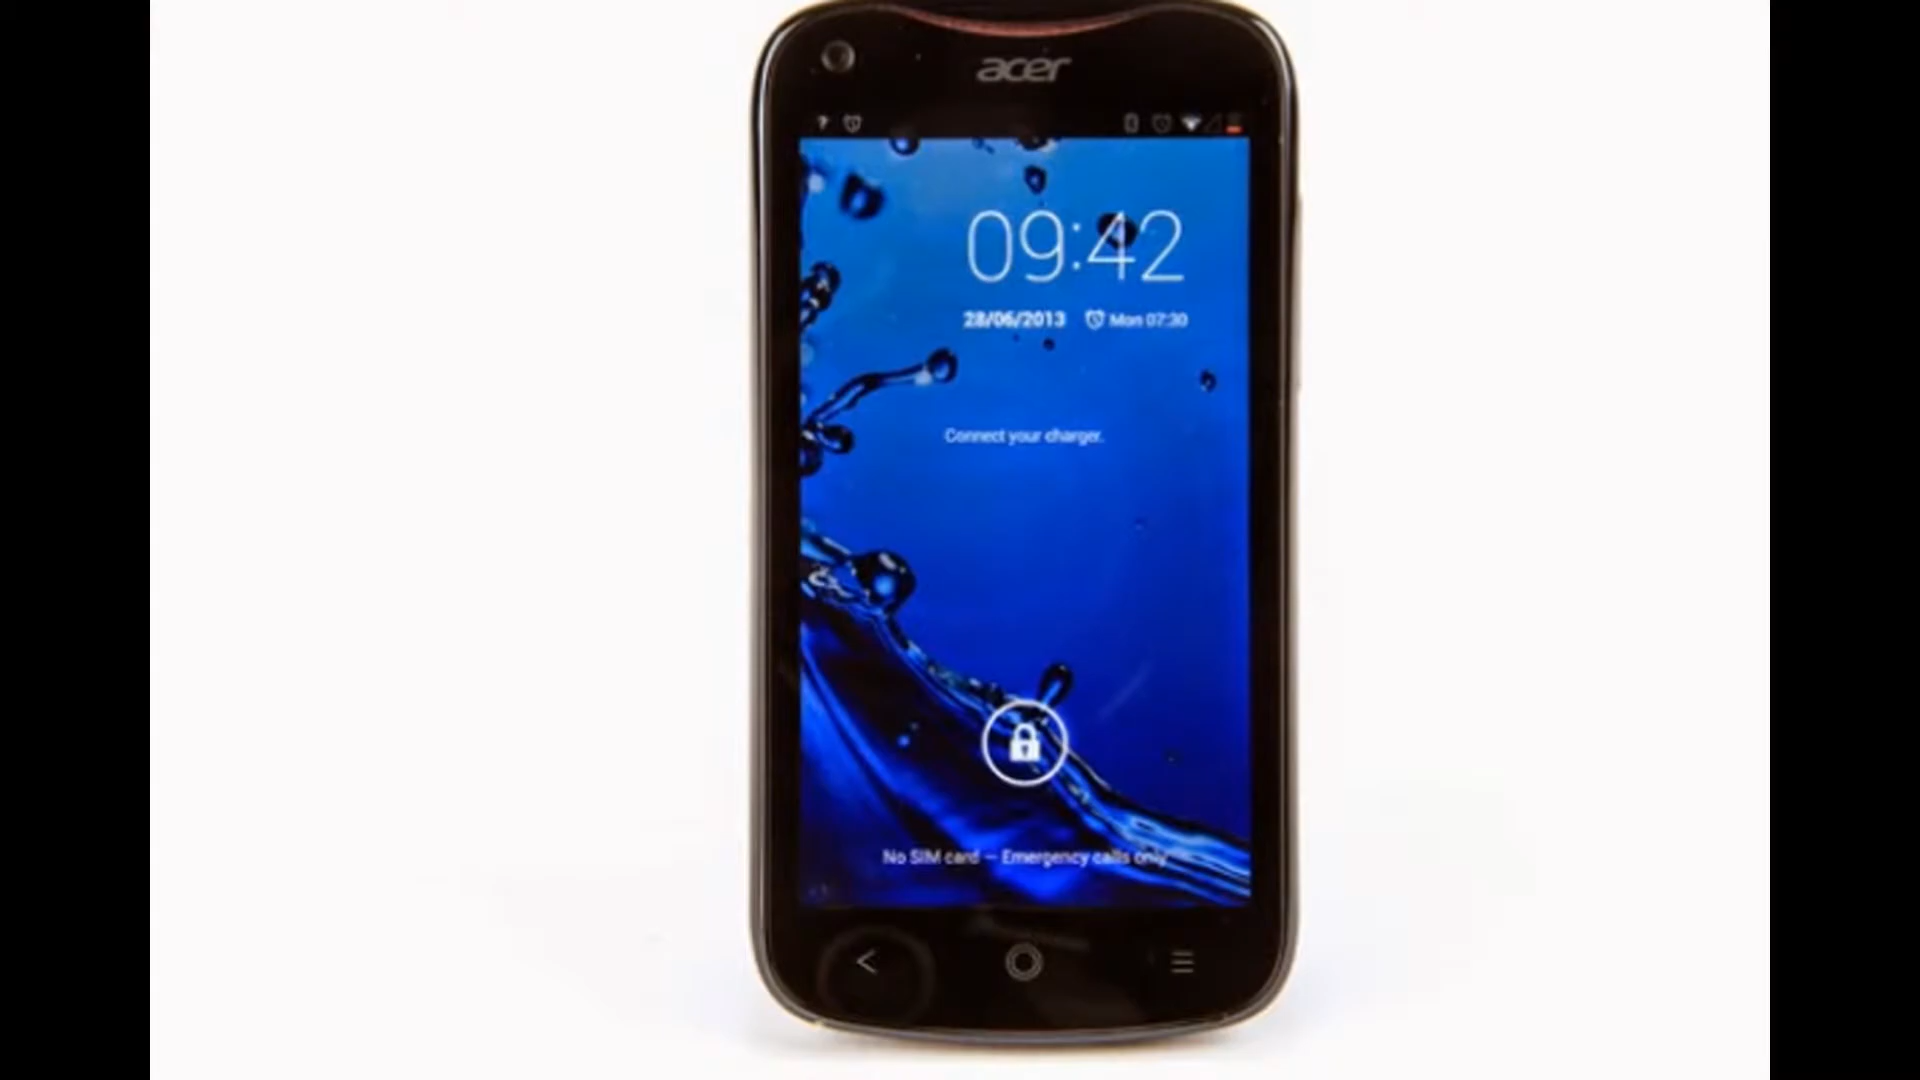 acer
09:42
28/06/2013 Mon 07:30
Connect your charger.
No SIM card — Emergency calls only